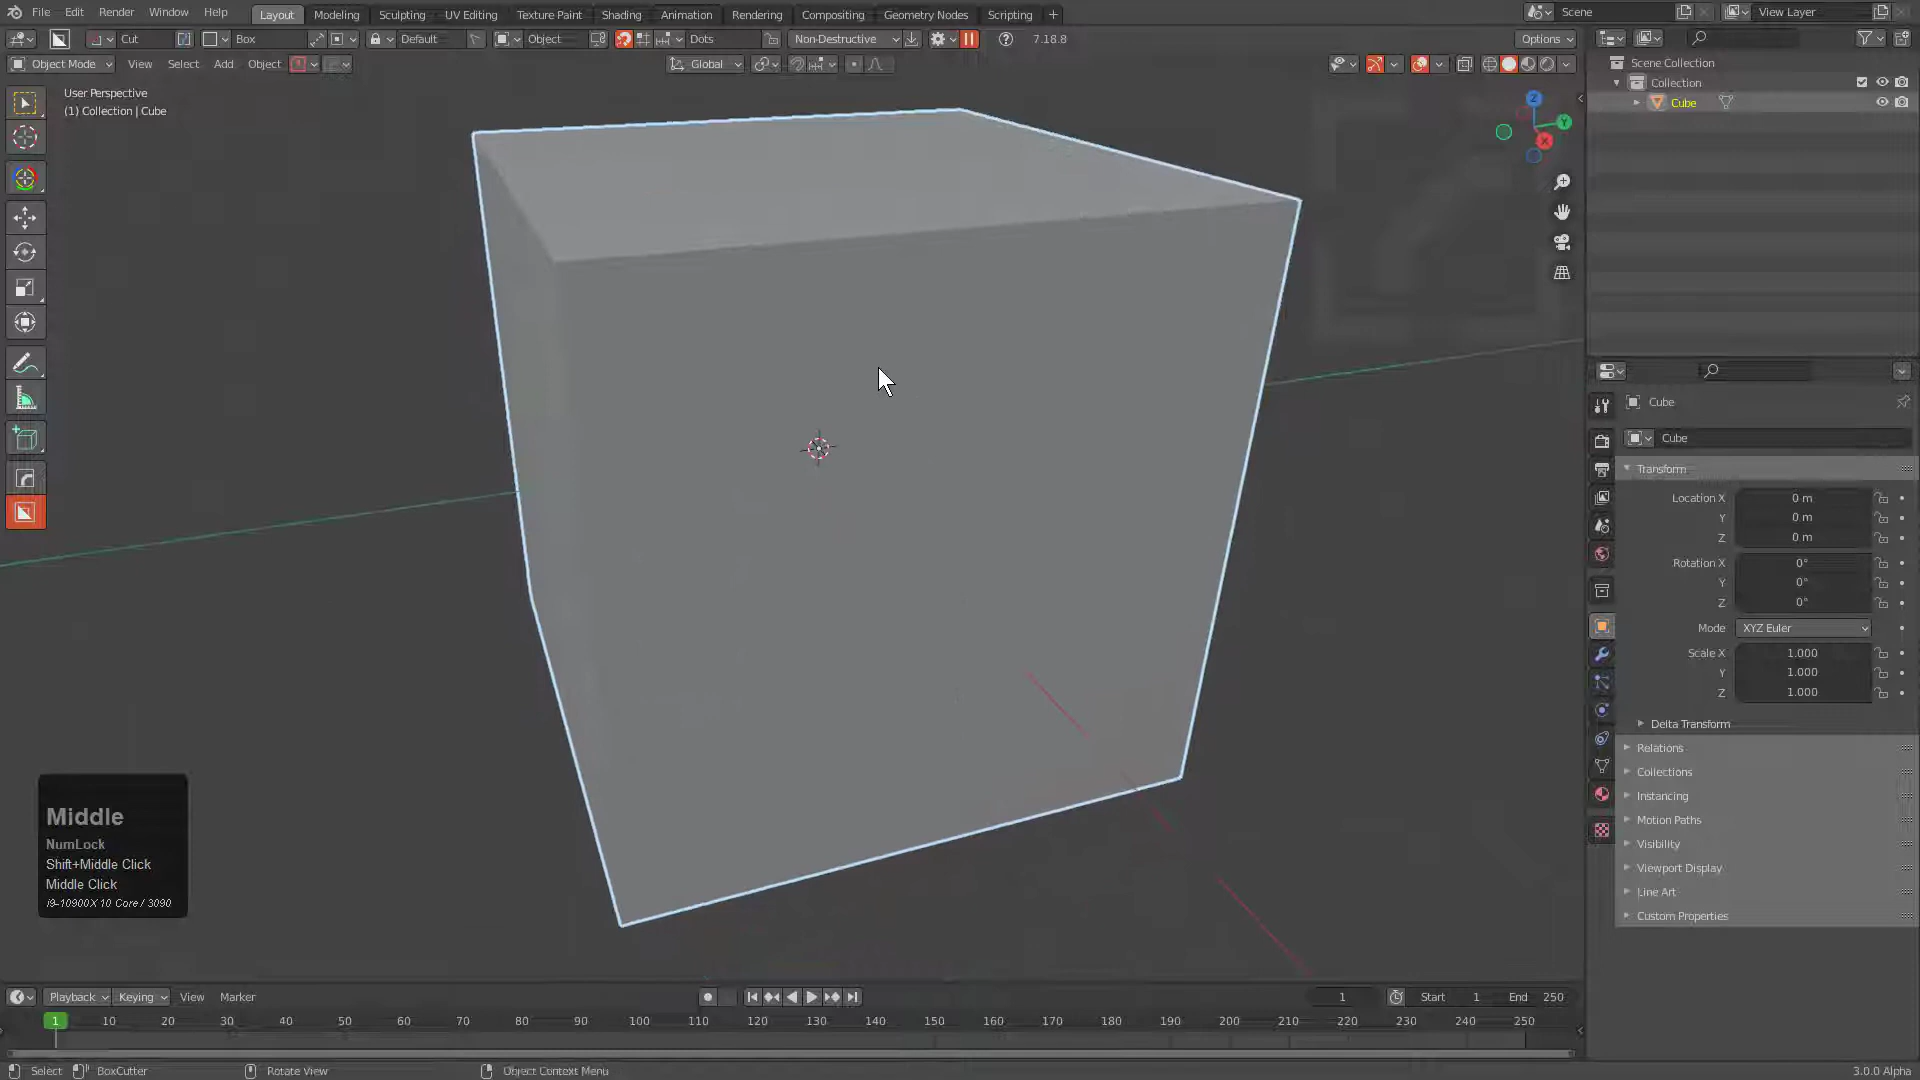 File Edit Render Window Help Layout Modeling Sculpting UV Editing Texture Paint Shading Animation Rendering Compositing Geometry Nodes Scripting + Scene View Layer
Cut Box Default Object Dots Non-Destructive 7.18.8 Options
Object Mode View Select Add Object Global
User Perspective
(1) Collection | Cube
Z
Y
X
Scene Collection
Collection
Cube
Cube
Cube
Transform
Location X 0 m
Y 0 m
Z 0 m
Rotation X 0°
Y 0°
Z 0°
Mode XYZ Euler
Scale X 1.000
Y 1.000
Z 1.000
Delta Transform
Relations
Collections
Instancing
Motion Paths
Visibility
Viewport Display
Line Art
Custom Properties
Middle
NumLock
Shift+Middle Click
Middle Click
i9-10900X 10 Core / 3090
Playback Keying View Marker 1 Start 1 End 250
1 10 20 30 40 50 60 70 80 90 100 110 120 130 140 150 160 170 180 190 200 210 220 230 240 250
Select BoxCutter Rotate View Object Context Menu 3.0.0 Alpha